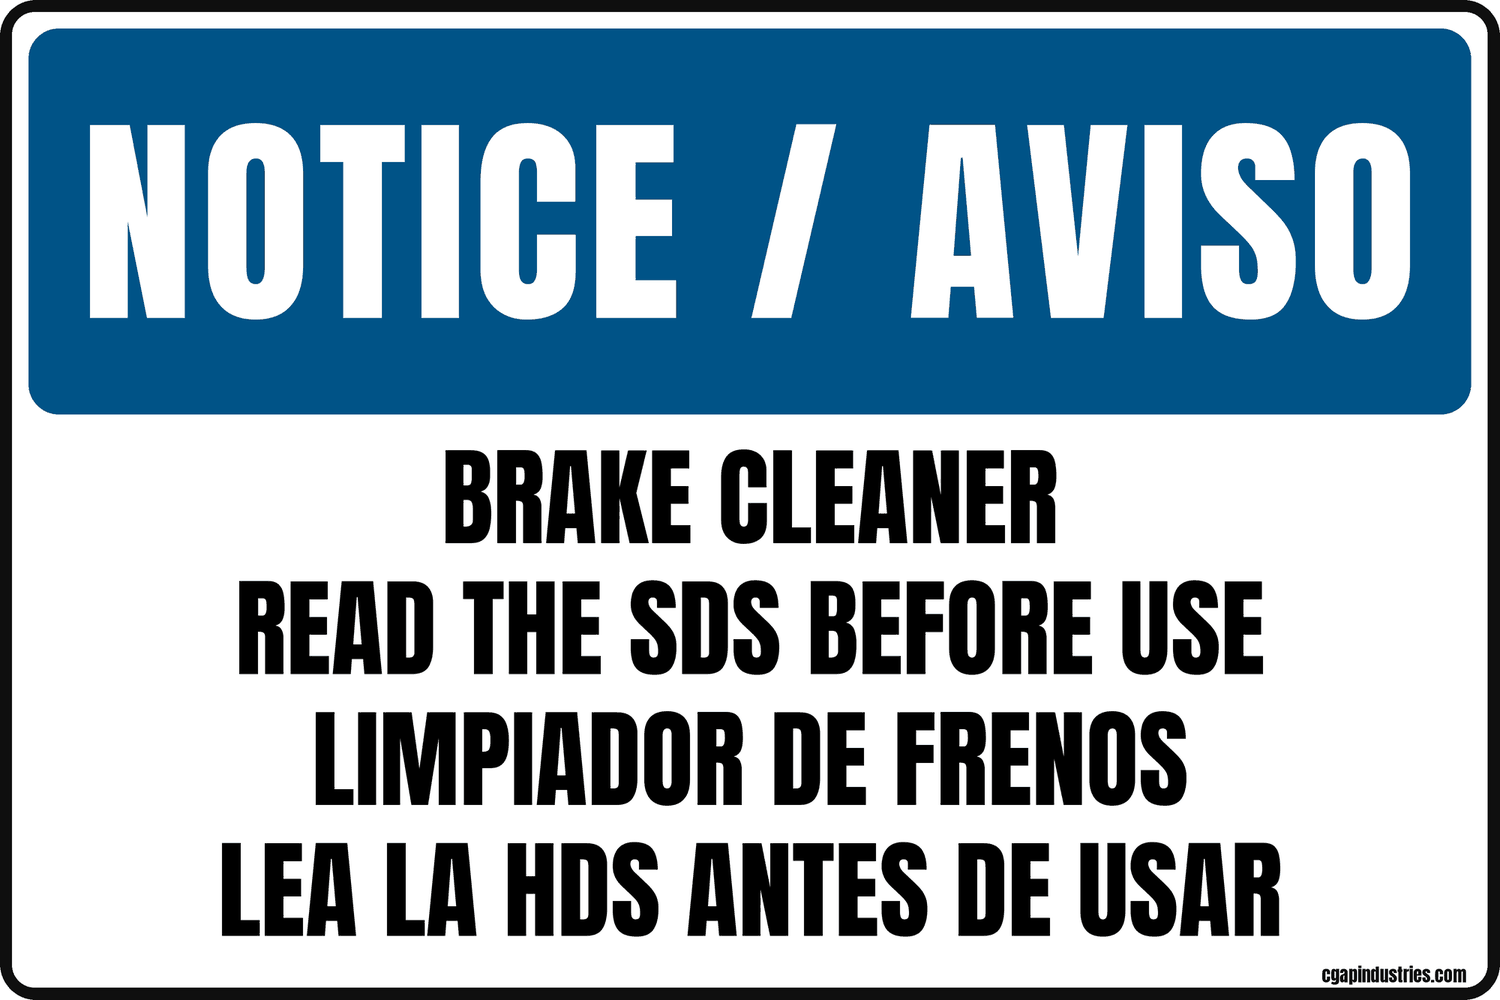 NOTICE / AVISO
BRAKE CLEANER
READ THE SDS BEFORE USE
LIMPIADOR DE FRENOS
LEA LA HDS ANTES DE USAR
cgapindustries.com